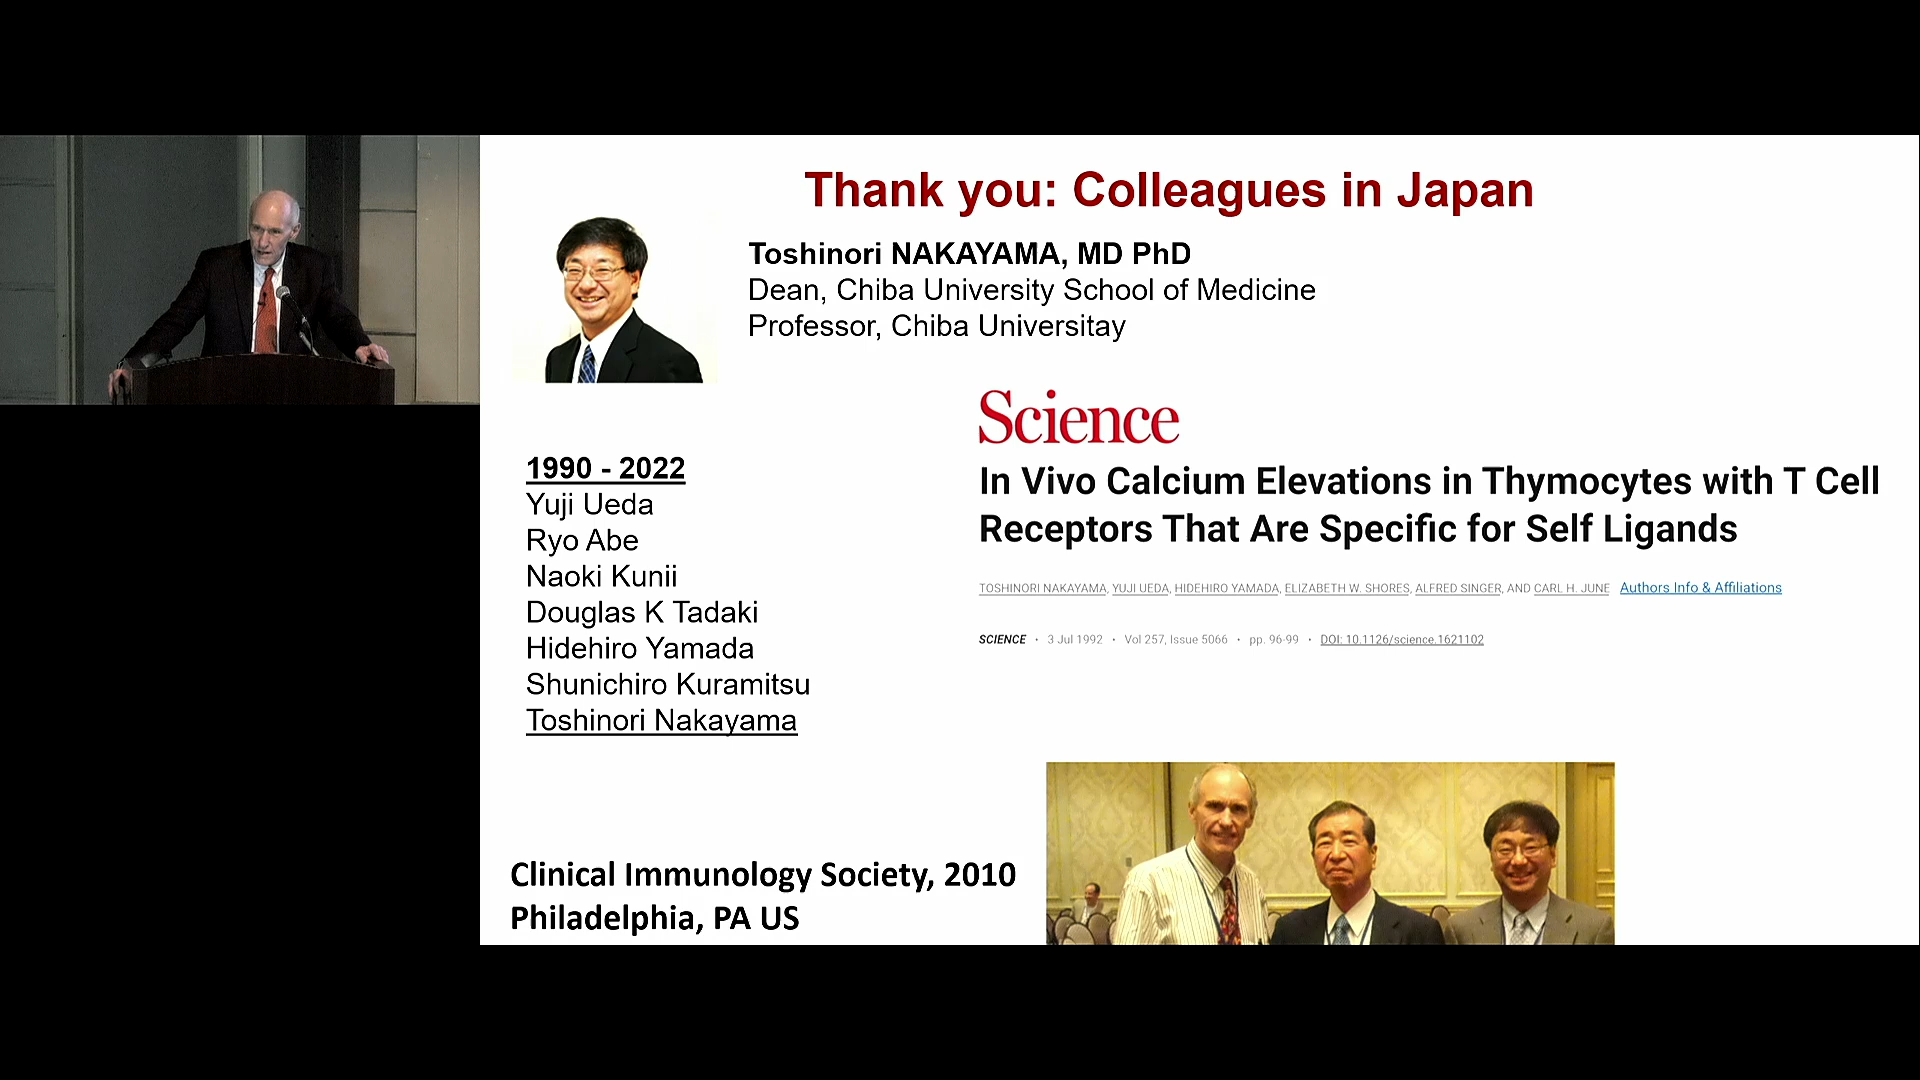 Thank you: Colleagues in Japan
Toshinori NAKAYAMA, MD PhD
Dean, Chiba University School of Medicine
Professor, Chiba Universitay
Science
In Vivo Calcium Elevations in Thymocytes with T Cell
Receptors That Are Specific for Self Ligands
TOSHINORI NAKAYAMA, YUJI UEDA, HIDEHIRO YAMADA, ELIZABETH W. SHORES, ALFRED SINGER, AND CARL H. JUNE Authors Info & Affiliations
SCIENCE • 3 Jul 1992 • Vol 257, Issue 5066 • pp. 96-99 • DOI: 10.1126/science.1621102
1990 - 2022
Yuji Ueda
Ryo Abe
Naoki Kunii
Douglas K Tadaki
Hidehiro Yamada
Shunichiro Kuramitsu
Toshinori Nakayama
Clinical Immunology Society, 2010
Philadelphia, PA US